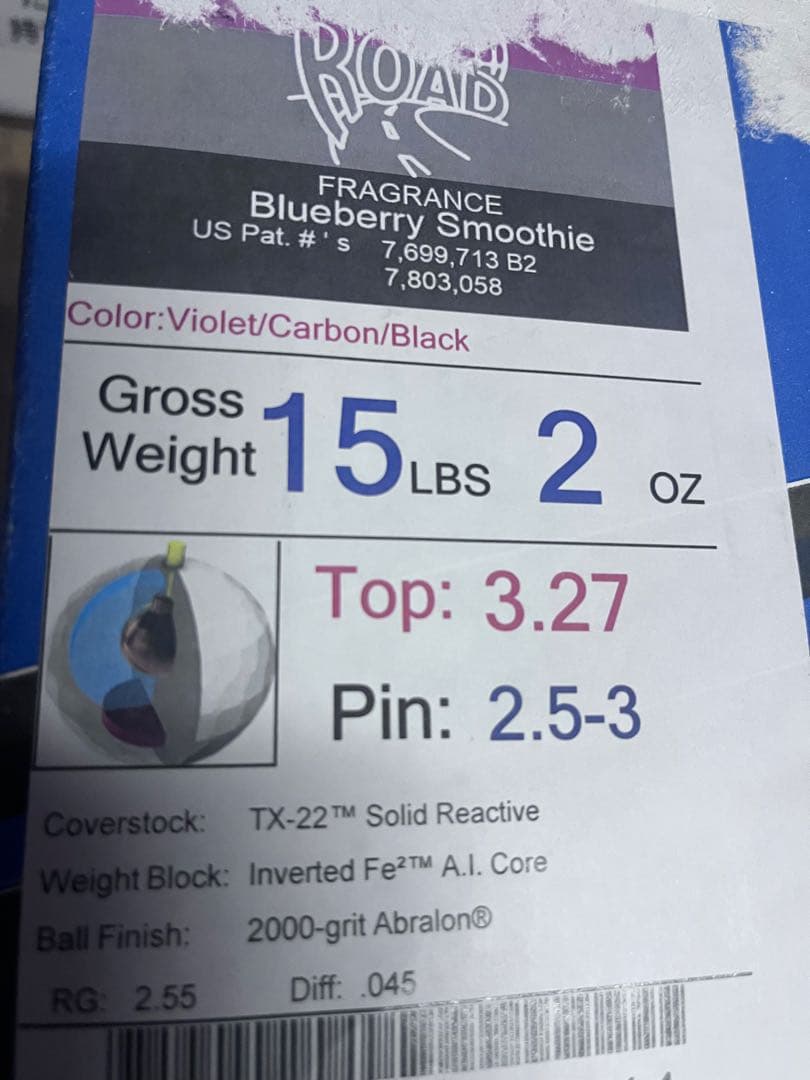 ROAD
FRAGRANCE
Blueberry Smoothie
US Pat. # ' s 7,699,713 B2
7,803,058
Color:Violet/Carbon/Black
Gross Weight 15 LBS 2 OZ
Top: 3.27
Pin: 2.5-3
Coverstock: TX-22™ Solid Reactive
Weight Block: Inverted Fe²™ A.I. Core
Ball Finish: 2000-grit Abralon®
RG: 2.55 Diff: .045